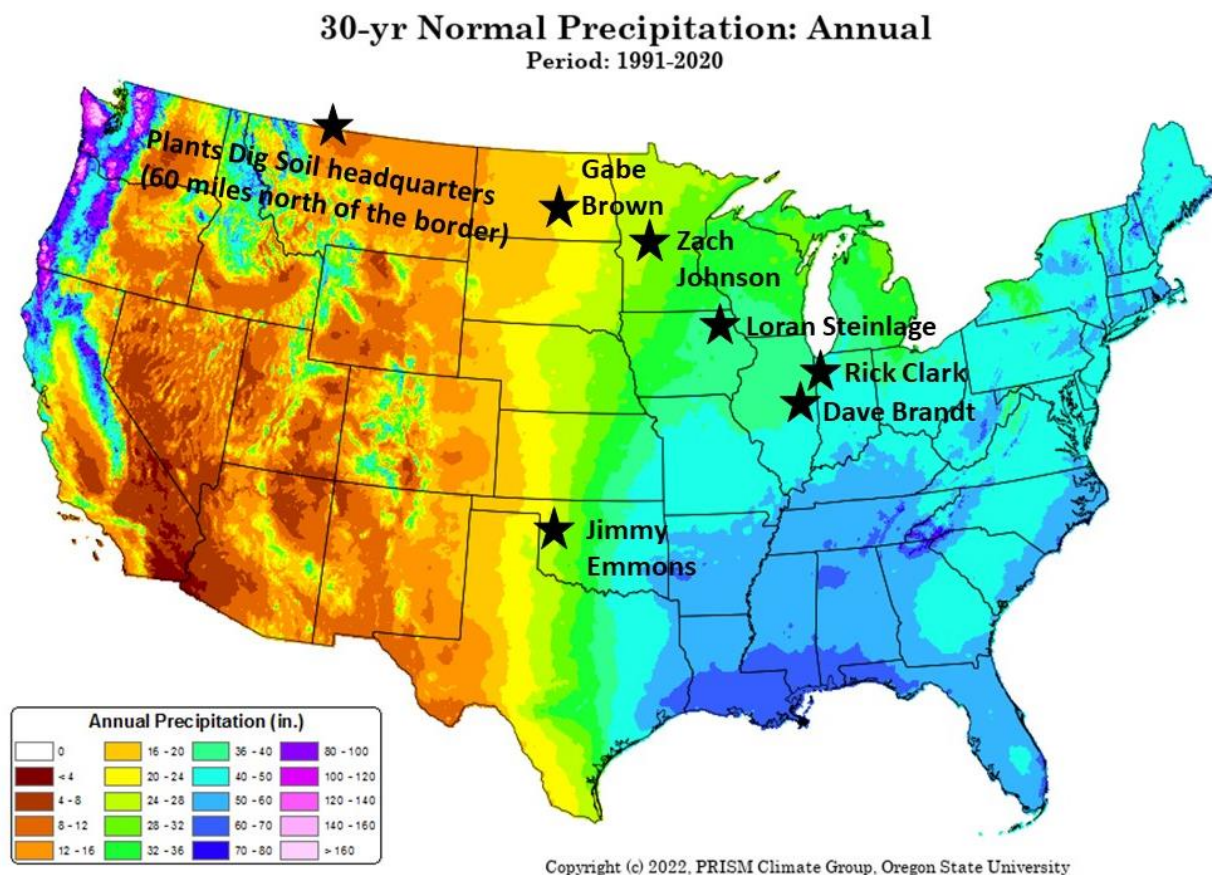 30-yr Normal Precipitation: Annual
Period: 1991-2020
Plants Dig Soil headquarters
(60 miles north of the border)
Gabe
Brown
Zach
Johnson
Loran Steinlage
Rick Clark
Dave Brandt
Jimmy
Emmons
Annual Precipitation (in.)
0
< 4
4 - 8
8 - 12
12 - 16
16 - 20
20 - 24
24 - 28
28 - 32
32 - 36
36 - 40
40 - 50
50 - 60
60 - 70
70 - 80
80 - 100
100 - 120
120 - 140
140 - 160
> 160
Copyright (c) 2022, PRISM Climate Group, Oregon State University